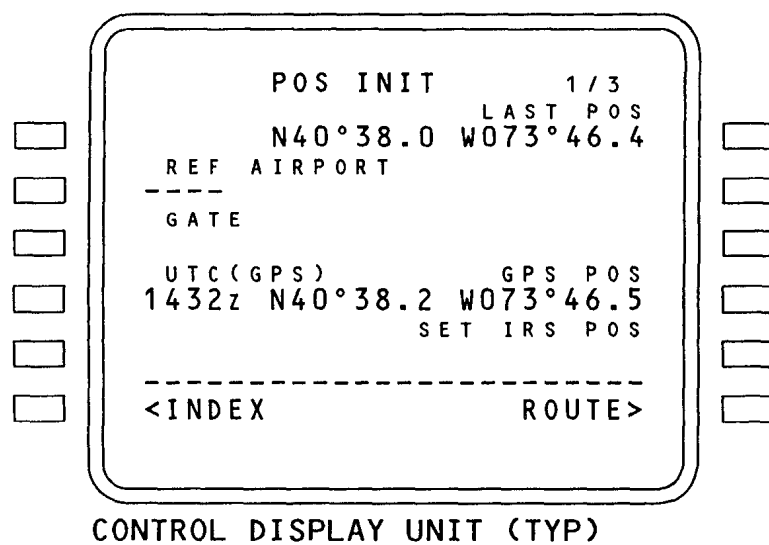 POS INIT 1/3
LAST POS
N40°38.0 W073°46.4
REF AIRPORT
----
GATE
UTC(GPS) GPS POS
1432z N40°38.2 W073°46.5
SET IRS POS
------------------------
<INDEX ROUTE>
CONTROL DISPLAY UNIT (TYP)